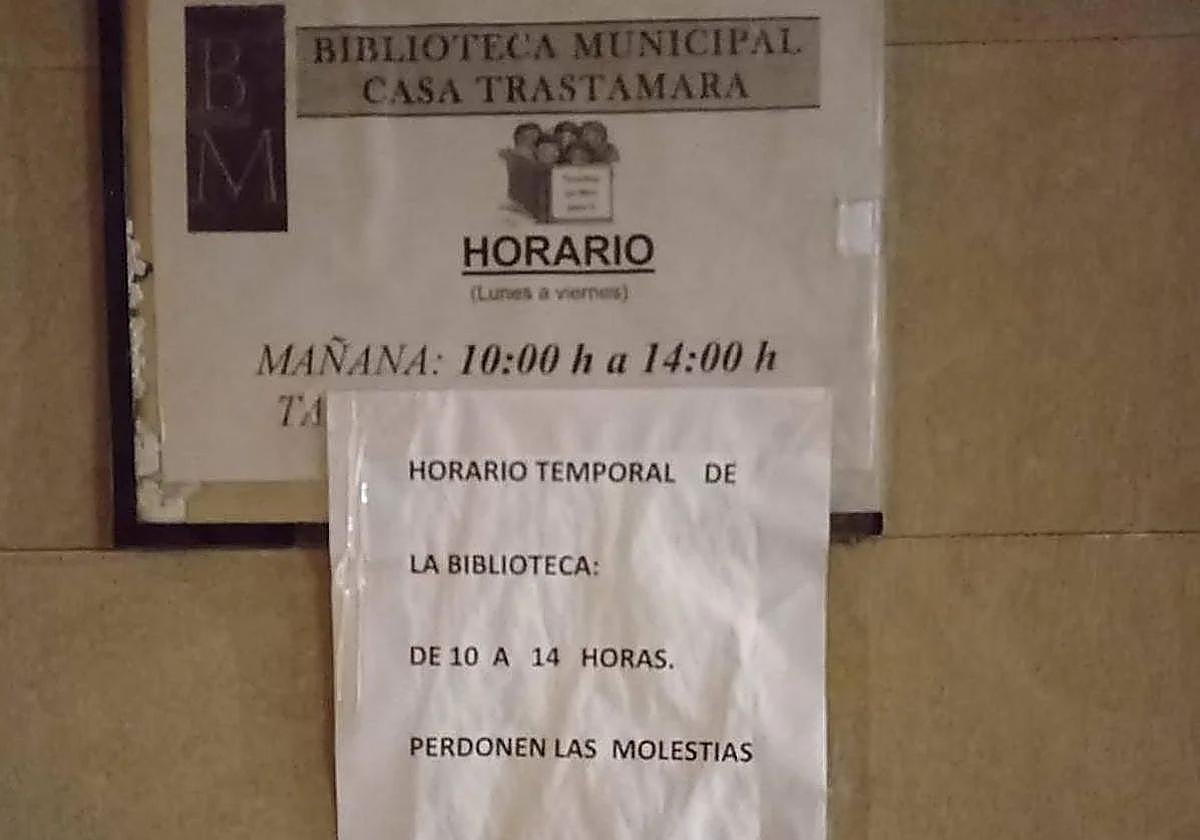 B
M
BIBLIOTECA MUNICIPAL
CASA TRASTAMARA
HORARIO
(Lunes a viernes)
MAÑANA: 10:00 h a 14:00 h
TA
HORARIO TEMPORAL DE
LA BIBLIOTECA:
DE 10 A 14 HORAS.
PERDONEN LAS MOLESTIAS